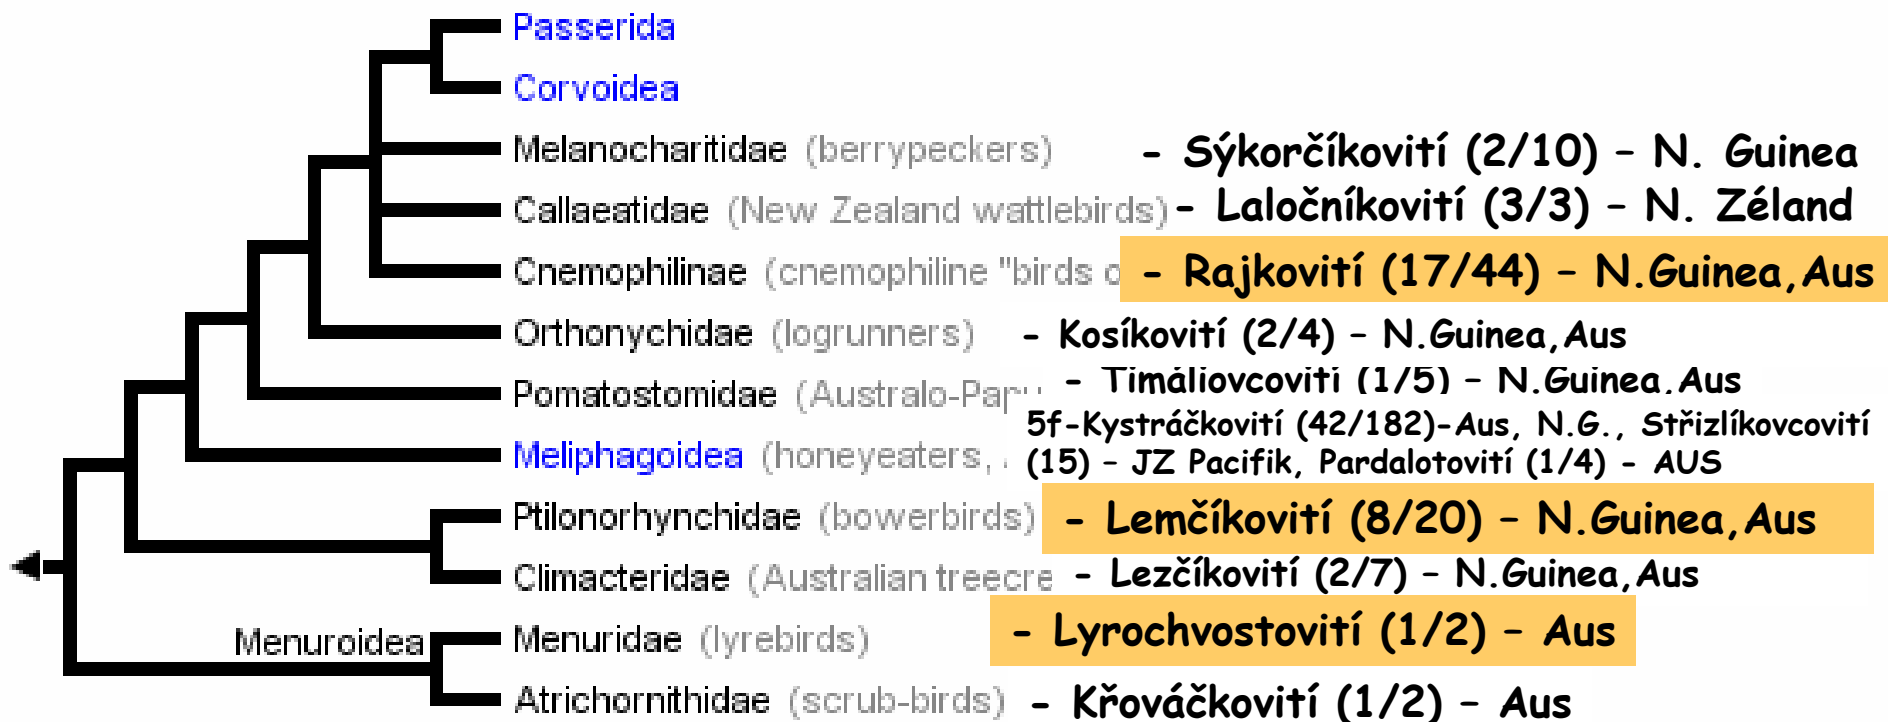 Passerida
Corvoidea
Melanocharitidae (berrypeckers) - Sýkorčíkovití (2/10) – N. Guinea
Callaeatidae (New Zealand wattlebirds) - Laločníkovití (3/3) – N. Zéland
Cnemophilinae (cnemophiline "birds - Rajkovití (17/44) – N.Guinea,Aus
Orthonychidae (logrunners) - Kosíkovití (2/4) – N.Guinea,Aus
Pomatostomidae (Australo-Papu - Timáliovcovití (1/5) – N.Guinea,Aus
5f-Kystráčkovití (42/182)-Aus, N.G., Střizlíkovcovití
Meliphagoidea (honeyeaters, (15) – JZ Pacifik, Pardalotovití (1/4) - AUS
Ptilonorhynchidae (bowerbirds) - Lemčíkovití (8/20) – N.Guinea,Aus
Climacteridae (Australian treecre - Lezčíkovití (2/7) – N.Guinea,Aus
Menuroidea Menuridae (lyrebirds) - Lyrochvostovití (1/2) – Aus
Atrichornithidae (scrub-birds) - Křováčkovití (1/2) – Aus